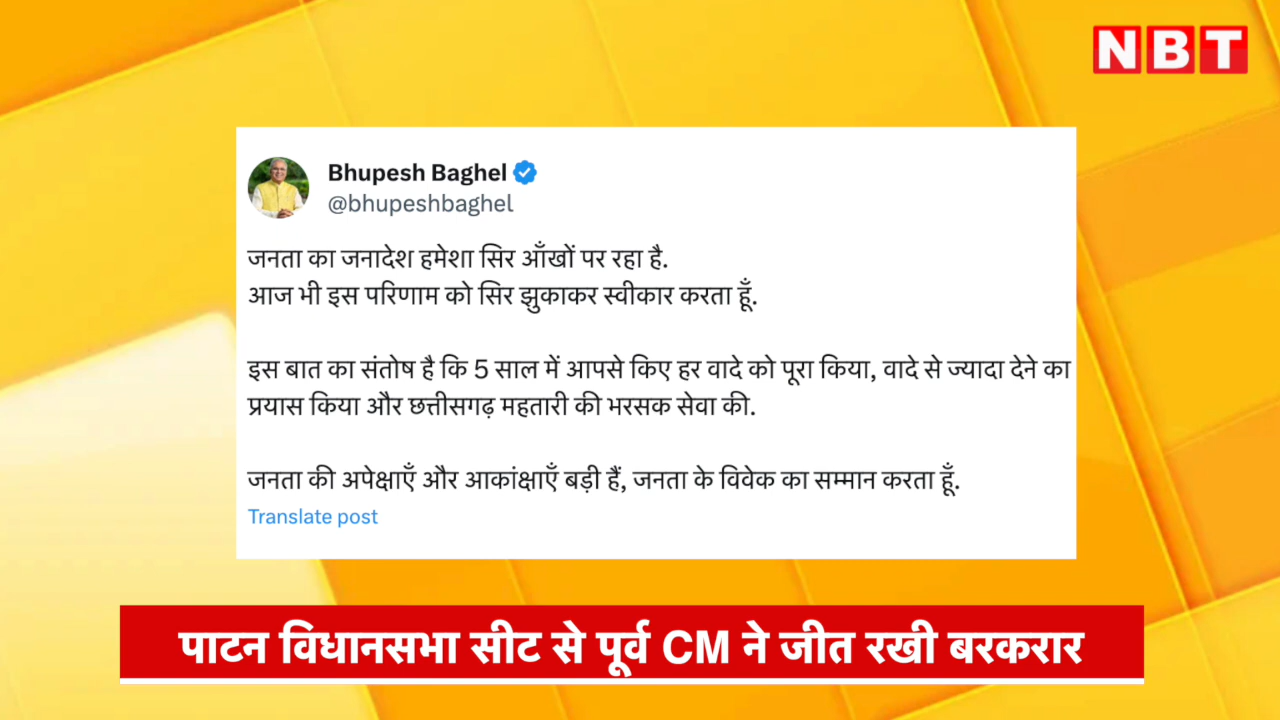 NBT
Bhupesh Baghel
@bhupeshbaghel
जनता का जनादेश हमेशा सिर आँखों पर रहा है.
आज भी इस परिणाम को सिर झुकाकर स्वीकार करता हूँ.
इस बात का संतोष है कि 5 साल में आपसे किए हर वादे को पूरा किया, वादे से ज्यादा देने का
प्रयास किया और छत्तीसगढ़ महतारी की भरसक सेवा की.
जनता की अपेक्षाएँ और आकांक्षाएँ बड़ी हैं, जनता के विवेक का सम्मान करता हूँ.
Translate post
पाटन विधानसभा सीट से पूर्व CM ने जीत रखी बरकरार